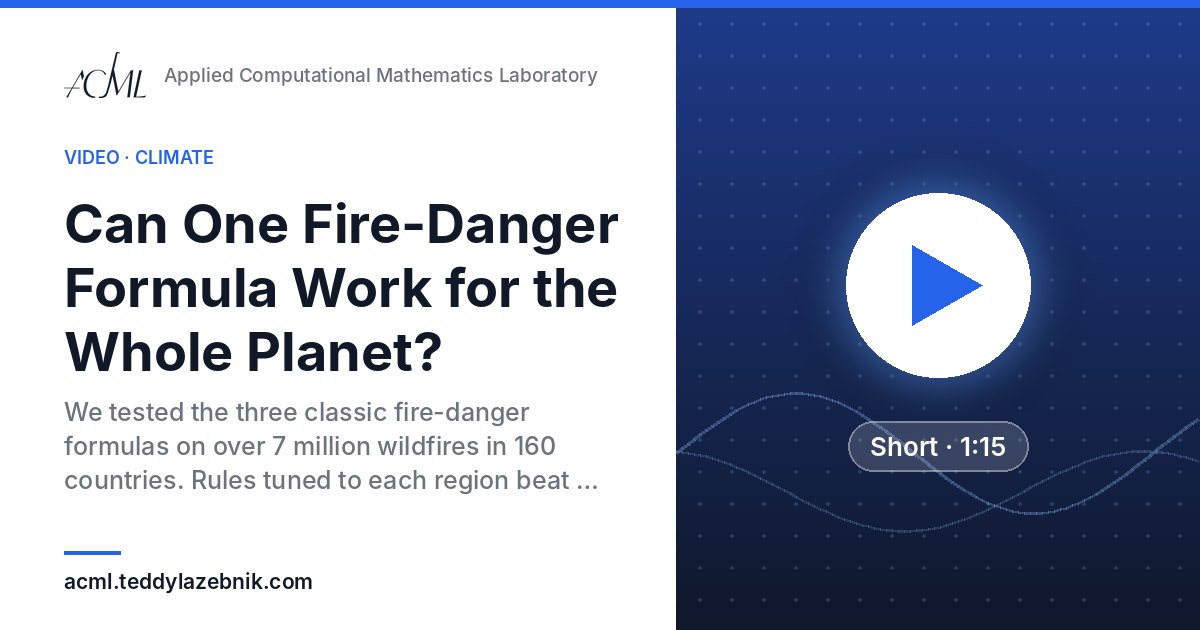 ACML Applied Computational Mathematics Laboratory
VIDEO · CLIMATE
Can One Fire-Danger
Formula Work for the
Whole Planet?
We tested the three classic fire-danger
formulas on over 7 million wildfires in 160
countries. Rules tuned to each region beat ...
Short · 1:15
acml.teddylazebnik.com